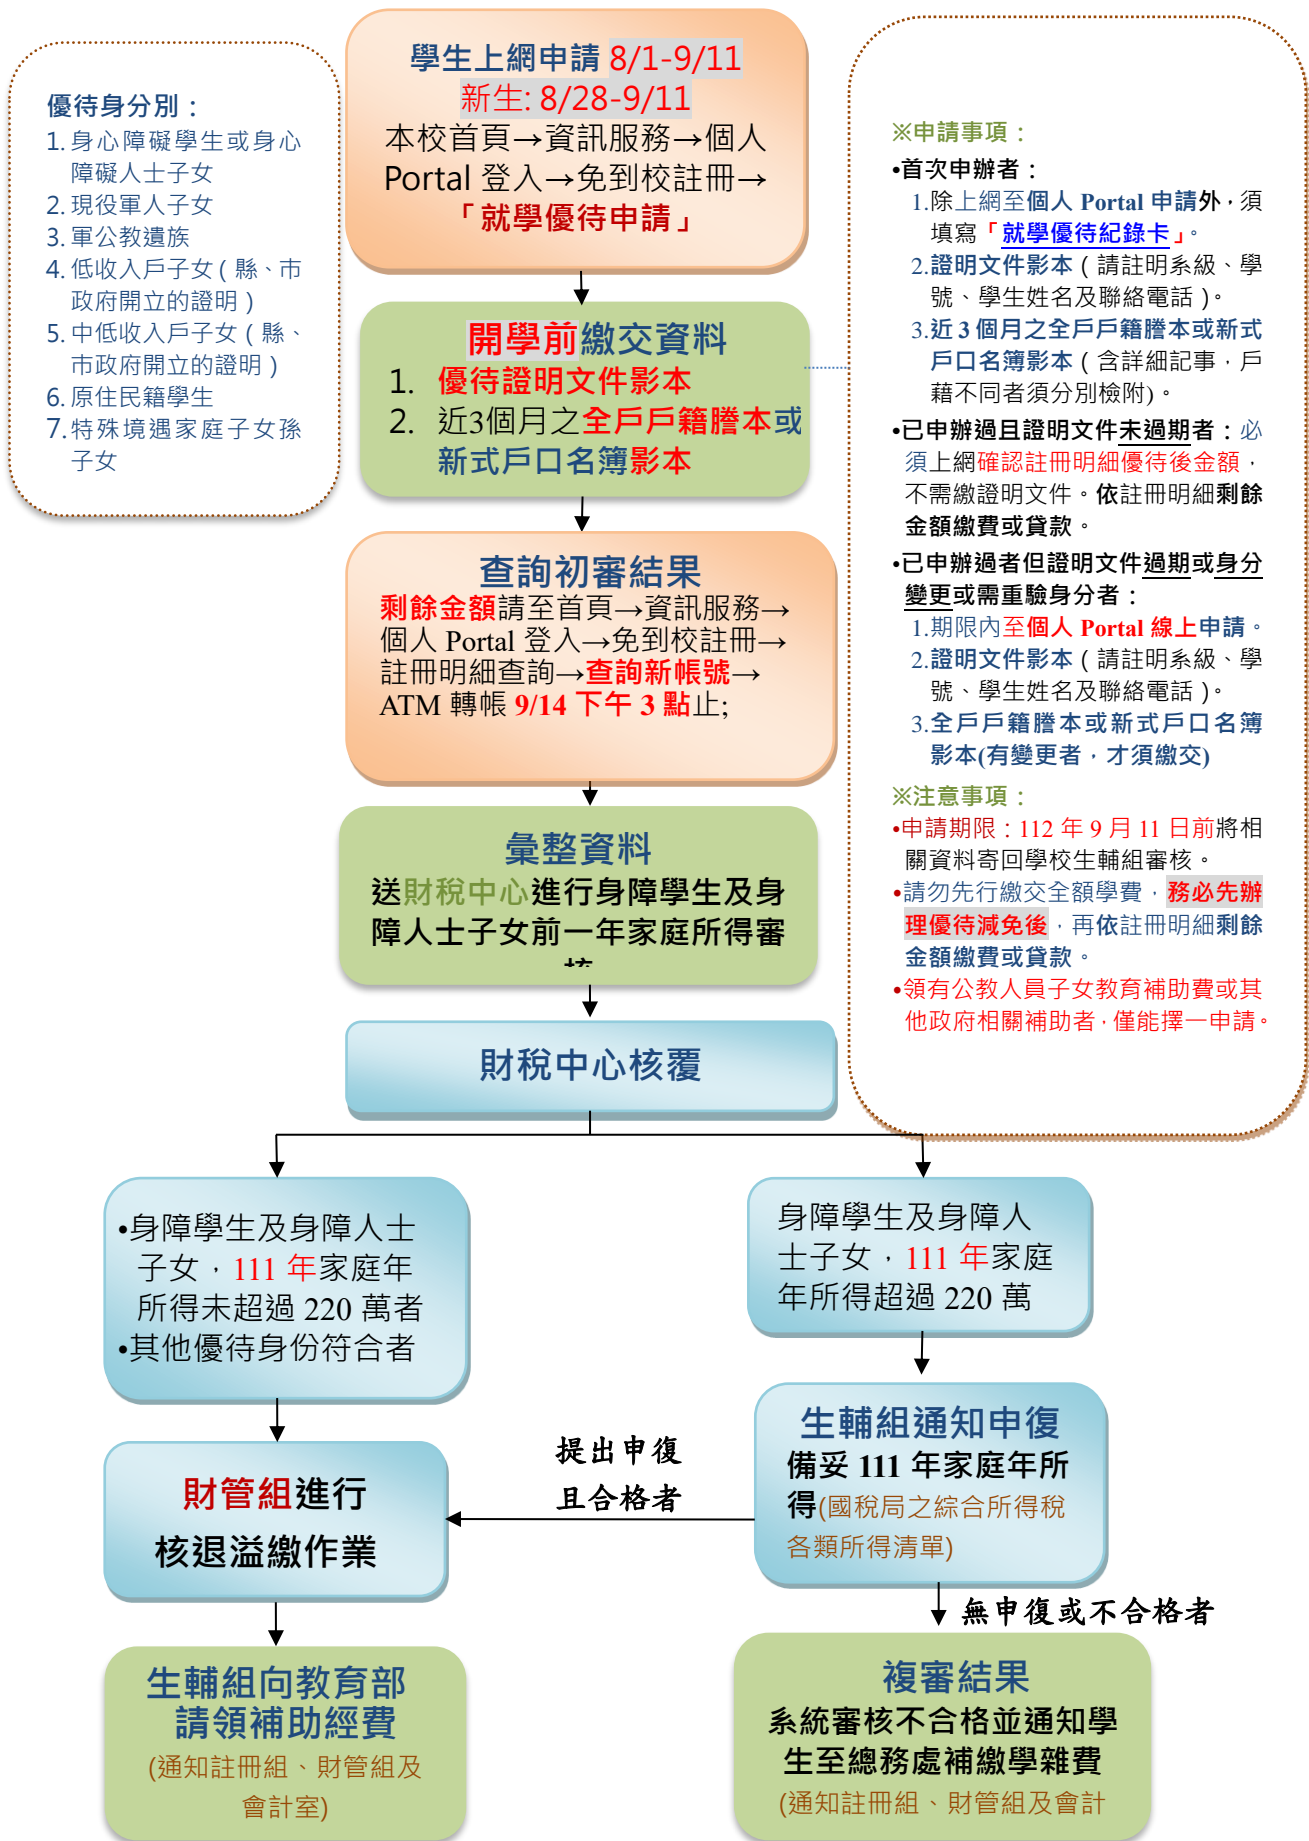 優待身分別：
1. 身心障礙學生或身心
障礙人士子女
2. 現役軍人子女
3. 軍公教遺族
4. 低收入戶子女（縣、市
政府開立的證明）
5. 中低收入戶子女（縣、
市政府開立的證明）
6. 原住民籍學生
7. 特殊境遇家庭子女孫
子女
學生上網申請 8/1-9/11
新生: 8/28-9/11
本校首頁→資訊服務→個人
Portal 登入→免到校註冊→
「就學優待申請」
開學前繳交資料
1. 優待證明文件影本
2. 近3個月之全戶戶籍謄本或
新式戶口名簿影本
查詢初審結果
剩餘金額請至首頁→資訊服務→
個人 Portal 登入→免到校註冊→
註冊明細查詢→查詢新帳號→
ATM 轉帳 9/14 下午 3 點止;
彙整資料
送財稅中心進行身障學生及身
障人士子女前一年家庭所得審
※申請事項：
•首次申辦者：
1.除上網至個人 Portal 申請外，須
填寫「就學優待紀錄卡」。
2.證明文件影本（請註明系級、學
號、學生姓名及聯絡電話）。
3.近 3 個月之全戶戶籍謄本或新式
戶口名簿影本（含詳細記事，戶
藉不同者須分別檢附)。
•已申辦過且證明文件未過期者：必
須上網確認註冊明細優待後金額，
不需繳證明文件。依註冊明細剩餘
金額繳費或貸款。
•已申辦過者但證明文件過期或身分
變更或需重驗身分者：
1.期限內至個人 Portal 線上申請。
2.證明文件影本（請註明系級、學
號、學生姓名及聯絡電話）。
3.全戶戶籍謄本或新式戶口名簿
影本(有變更者，才須繳交)
※注意事項：
•申請期限：112 年 9 月 11 日前將相
關資料寄回學校生輔組審核。
•請勿先行繳交全額學費，務必先辦
理優待減免後，再依註冊明細剩餘
金額繳費或貸款。
•領有公教人員子女教育補助費或其
他政府相關補助者，僅能擇一申請。
財稅中心核覆
•身障學生及身障人士
子女，111 年家庭年
所得未超過 220 萬者
•其他優待身份符合者
身障學生及身障人
士子女，111 年家庭
年所得超過 220 萬
生輔組通知申復
備妥 111 年家庭年所
得(國稅局之綜合所得稅
各類所得清單)
提出申復
且合格者
財管組進行
核退溢繳作業
無申復或不合格者
生輔組向教育部
請領補助經費
(通知註冊組、財管組及
會計室)
複審結果
系統審核不合格並通知學
生至總務處補繳學雜費
(通知註冊組、財管組及會計